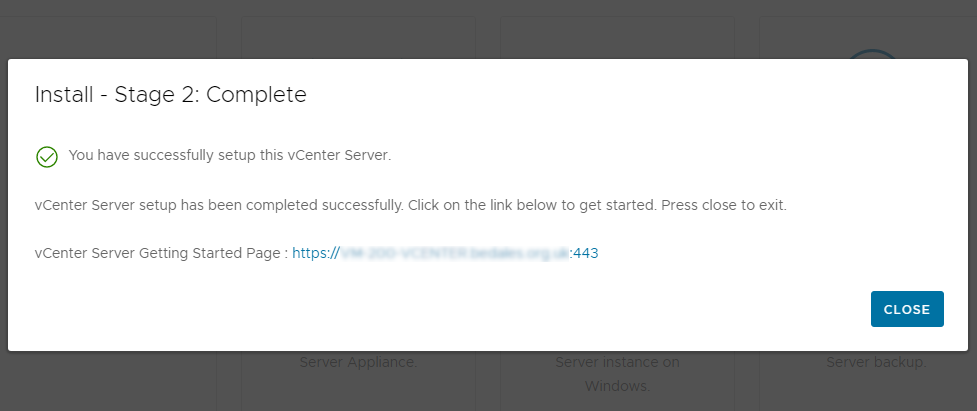 Install - Stage 2: Complete
You have successfully setup this vCenter Server.
vCenter Server setup has been completed successfully. Click on the link below to get started. Press close to exit.
vCenter Server Getting Started Page : https:// :443
CLOSE
Server Appliance.
Server instance on
Windows.
Server backup.